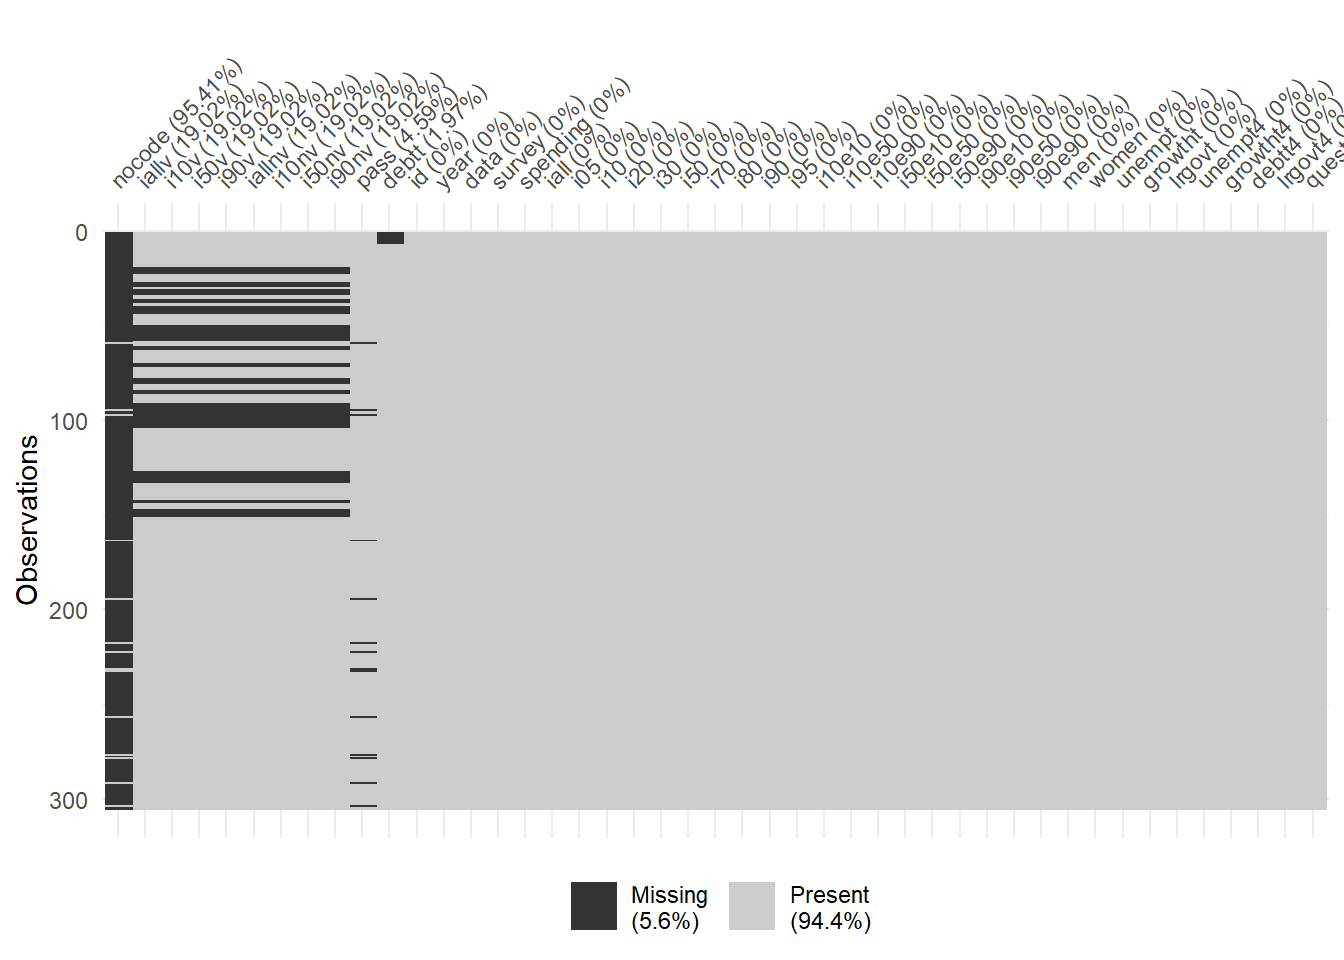 nocode (95.41%)
iallv (19.02%)
i10v (19.02%)
i50v (19.02%)
i90v (19.02%)
iallnv (19.02%)
i10nv (19.02%)
i50nv (19.02%)
i90nv (19.02%)
pass (4.59%)
debtt (1.97%)
id (0%)
year (0%)
data (0%)
survey (0%)
spending (0%)
iall (0%)
i05 (0%)
i10 (0%)
i20 (0%)
i30 (0%)
i50 (0%)
i70 (0%)
i80 (0%)
i90 (0%)
i95 (0%)
i10e10 (0%)
i10e50 (0%)
i10e90 (0%)
i50e10 (0%)
i50e50 (0%)
i50e90 (0%)
i90e10 (0%)
i90e50 (0%)
i90e90 (0%)
men (0%)
women (0%)
unempt (0%)
growtht (0%)
lrgovt (0%)
unempt4 (0%)
growtht4 (0%)
debtt4 (0%)
lrgovt4
quest
0
100
200
300
Observations
Missing
(5.6%)
Present
(94.4%)